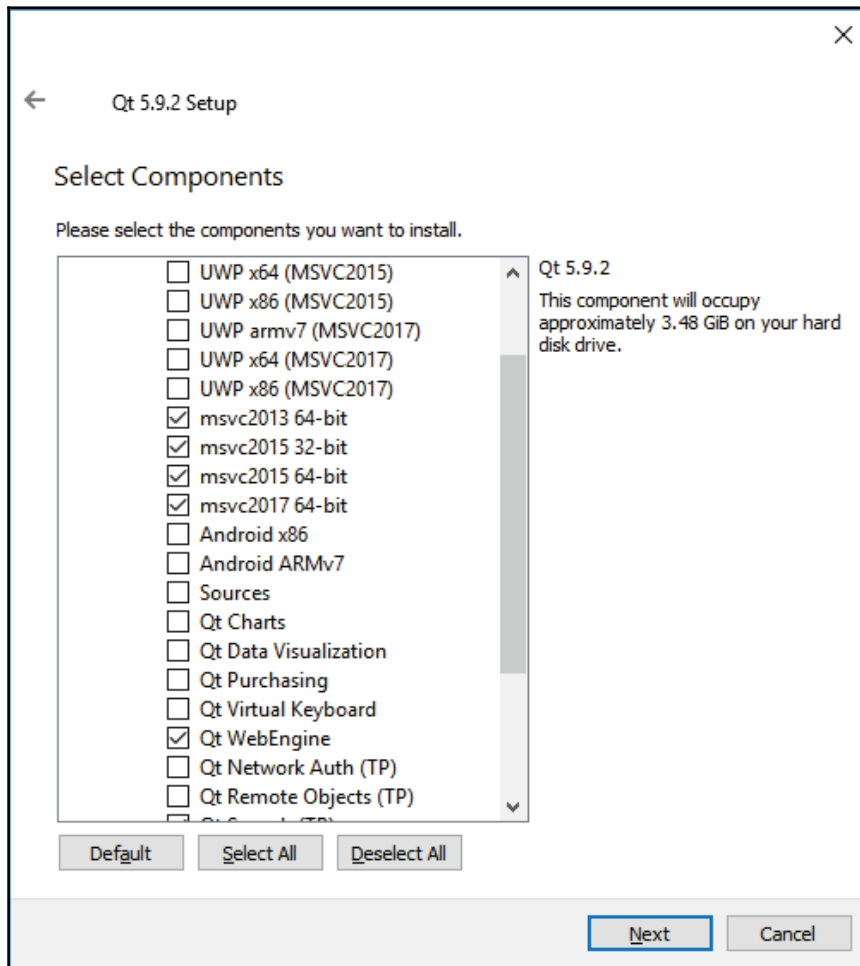 Qt 5.9.2 Setup
Select Components
Please select the components you want to install.
UWP x64 (MSVC2015)
UWP x86 (MSVC2015)
UWP armv7 (MSVC2017)
UWP x64 (MSVC2017)
UWP x86 (MSVC2017)
msvc2013 64-bit
msvc2015 32-bit
msvc2015 64-bit
msvc2017 64-bit
Android x86
Android ARMv7
Sources
Qt Charts
Qt Data Visualization
Qt Purchasing
Qt Virtual Keyboard
Qt WebEngine
Qt Network Auth (TP)
Qt Remote Objects (TP)
Qt 5.9.2
This component will occupy
approximately 3.48 GiB on your hard
disk drive.
Default
Select All
Deselect All
Next
Cancel